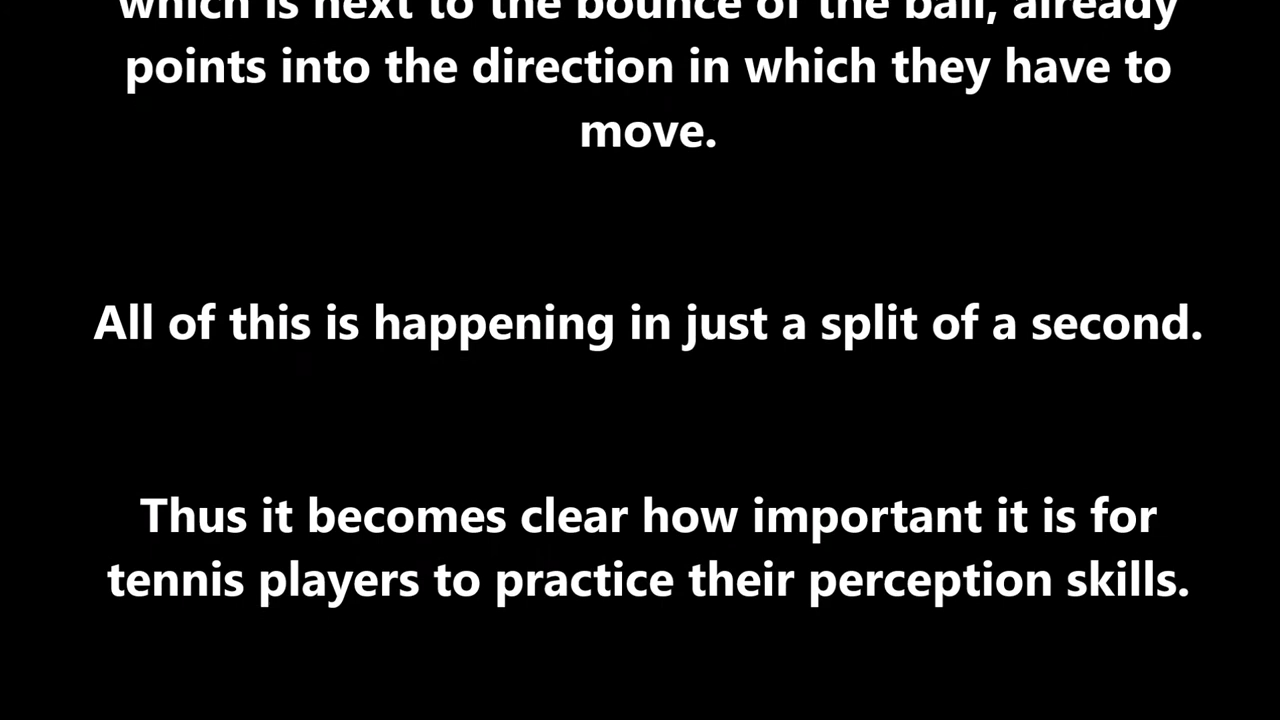 which is next to the bounce of the ball, already
points into the direction in which they have to
move.
All of this is happening in just a split of a second.
Thus it becomes clear how important it is for
tennis players to practice their perception skills.